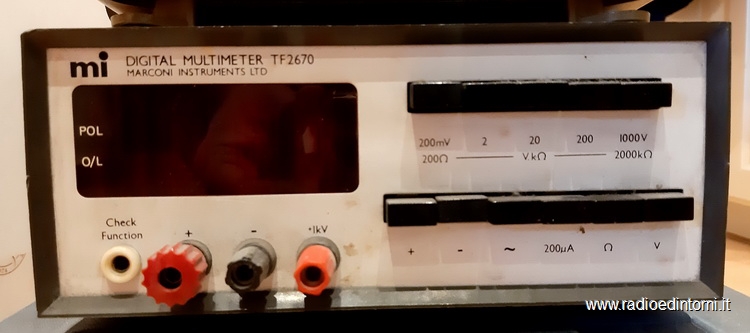 mi
DIGITAL MULTIMETER TF2670
MARCONI INSTRUMENTS LTD
POL
O/L
200mV 2 20 200 1000V
200Ω V.kΩ 2000kΩ
Check
Function
+ - •1kV
+ - ~ 200µA Ω V
www.radioedintorni.it